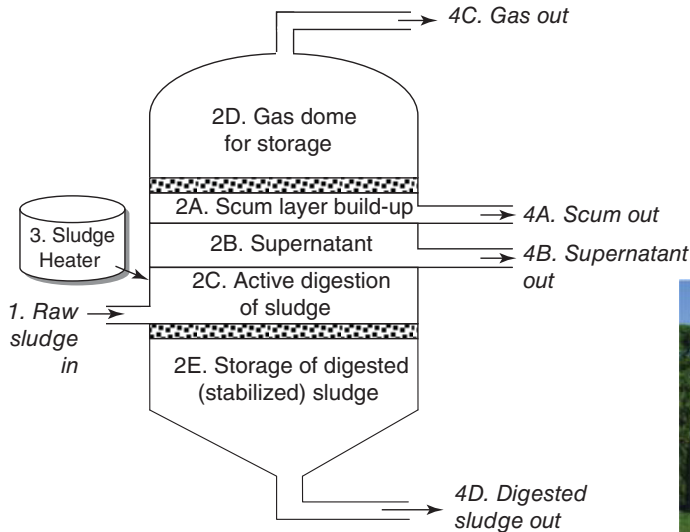 4C. Gas out
2D. Gas dome
for storage
2A. Scum layer build-up
4A. Scum out
3. Sludge
Heater
2B. Supernatant
4B. Supernatant
out
2C. Active digestion
of sludge
1. Raw
sludge
in
2E. Storage of digested
(stabilized) sludge
4D. Digested
sludge out